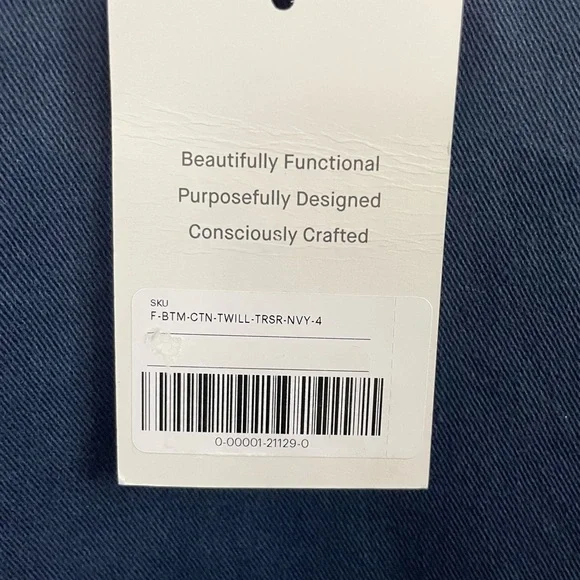 Beautifully Functional
Purposefully Designed
Consciously Crafted
SKU
F-BTM-CTN-TWILL-TRSR-NVY-4
0-00001-21129-0